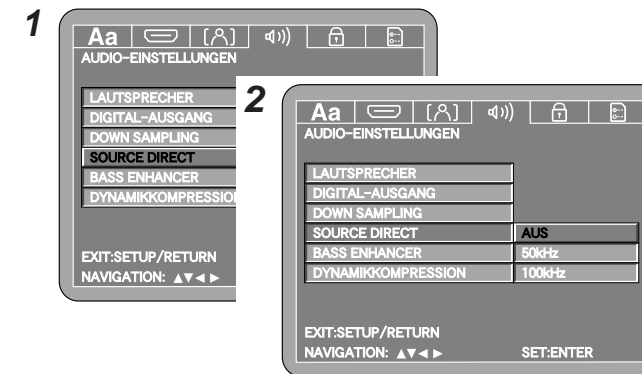 1
Aa
AUDIO-EINSTELLUNGEN
LAUTSPRECHER
DIGITAL-AUSGANG
DOWN SAMPLING
SOURCE DIRECT
BASS ENHANCER
DYNAMIKKOMPRESSIO
EXIT:SETUP/RETURN
NAVIGATION: ▲▼◄►
2
Aa
AUDIO-EINSTELLUNGEN
LAUTSPRECHER
DIGITAL-AUSGANG
DOWN SAMPLING
SOURCE DIRECT AUS
BASS ENHANCER 50kHz
DYNAMIKKOMPRESSION 100kHz
EXIT:SETUP/RETURN
NAVIGATION: ▲▼◄► SET:ENTER